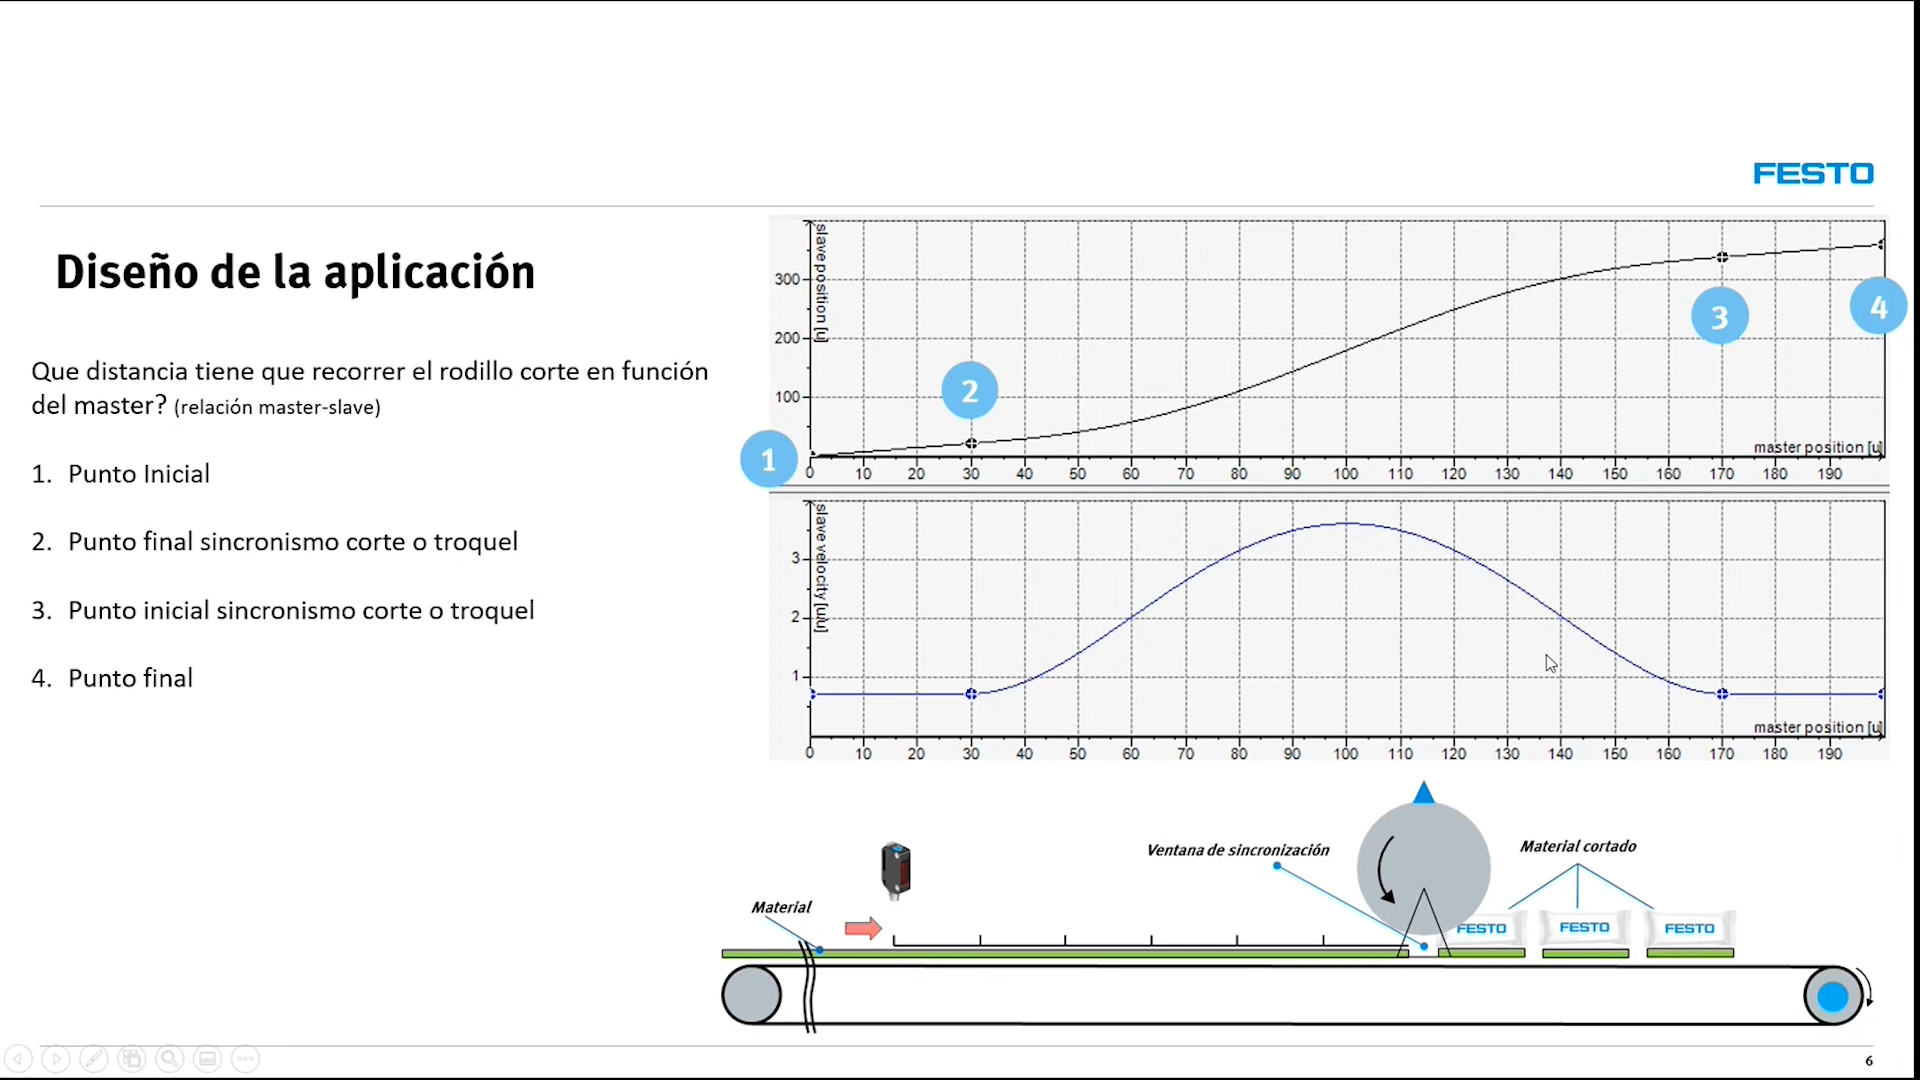 FESTO
Diseño de la aplicación
Que distancia tiene que recorrer el rodillo corte en función
del master? (relación master-slave)
1. Punto Inicial
2. Punto final sincronismo corte o troquel
3. Punto inicial sincronismo corte o troquel
4. Punto final
slave position [u]
300
200
100
1
2
3
4
master position [u]
0 10 20 30 40 50 60 70 80 90 100 110 120 130 140 150 160 170 180 190
slave velocity [u/u]
3
2
1
master position [u]
0 10 20 30 40 50 60 70 80 90 100 110 120 130 140 150 160 170 180 190
Ventana de sincronización
Material cortado
Material
FESTO
FESTO
FESTO
6